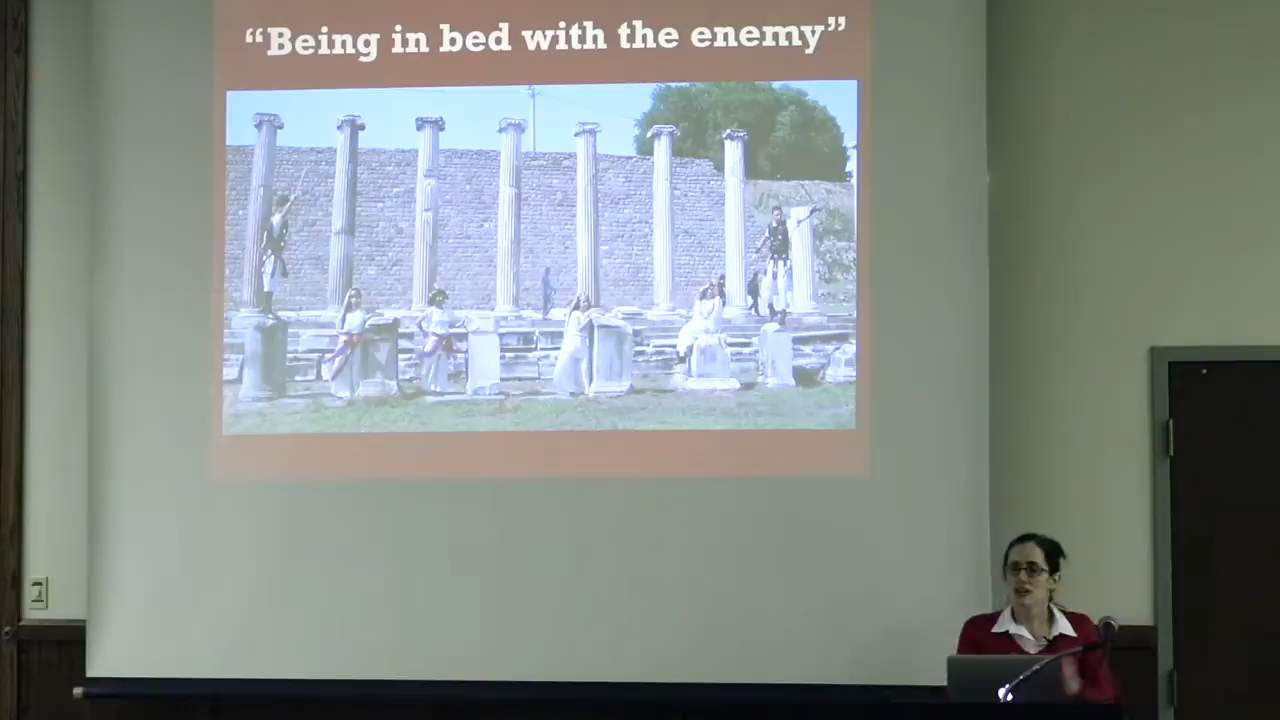 “Being in bed with the enemy”